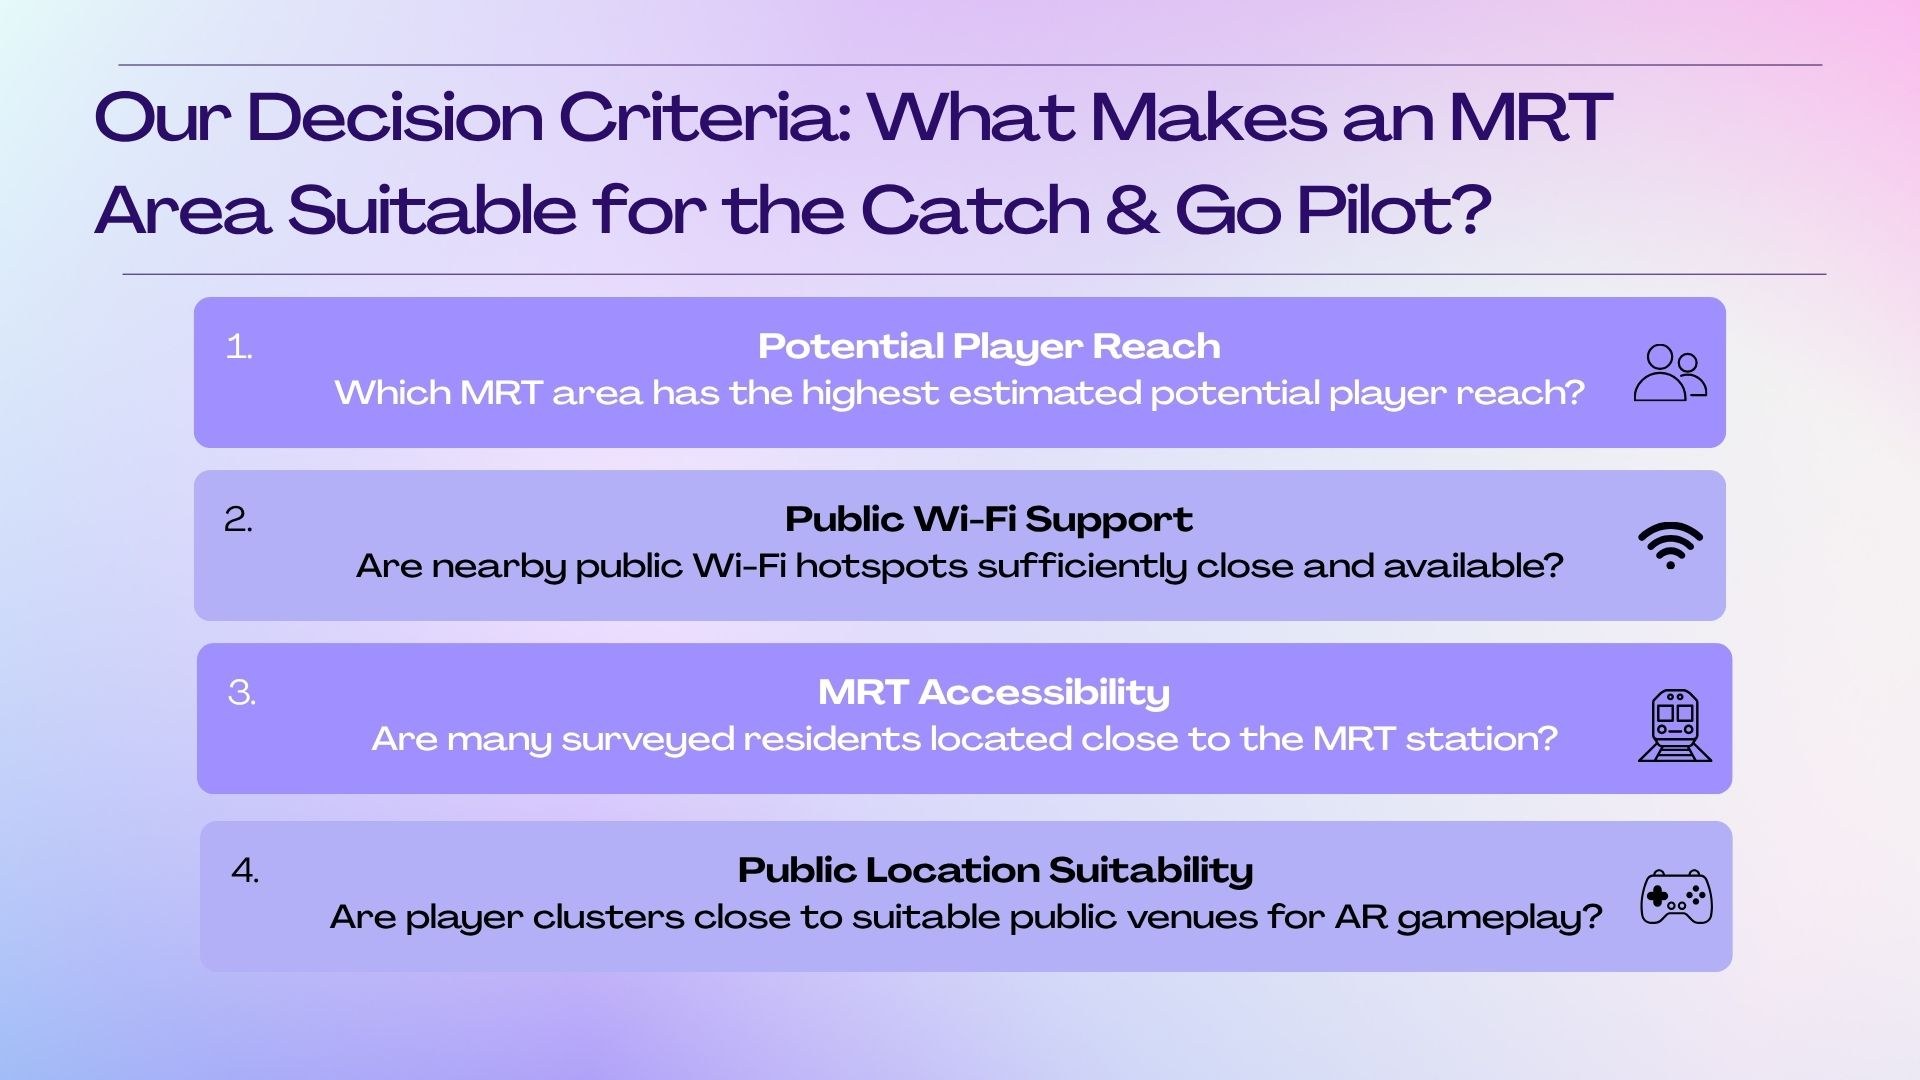 Our Decision Criteria: What Makes an MRT
Area Suitable for the Catch & Go Pilot?
1.
Potential Player Reach
Which MRT area has the highest estimated potential player reach?
2.
Public Wi-Fi Support
Are nearby public Wi-Fi hotspots sufficiently close and available?
3.
MRT Accessibility
Are many surveyed residents located close to the MRT station?
4.
Public Location Suitability
Are player clusters close to suitable public venues for AR gameplay?